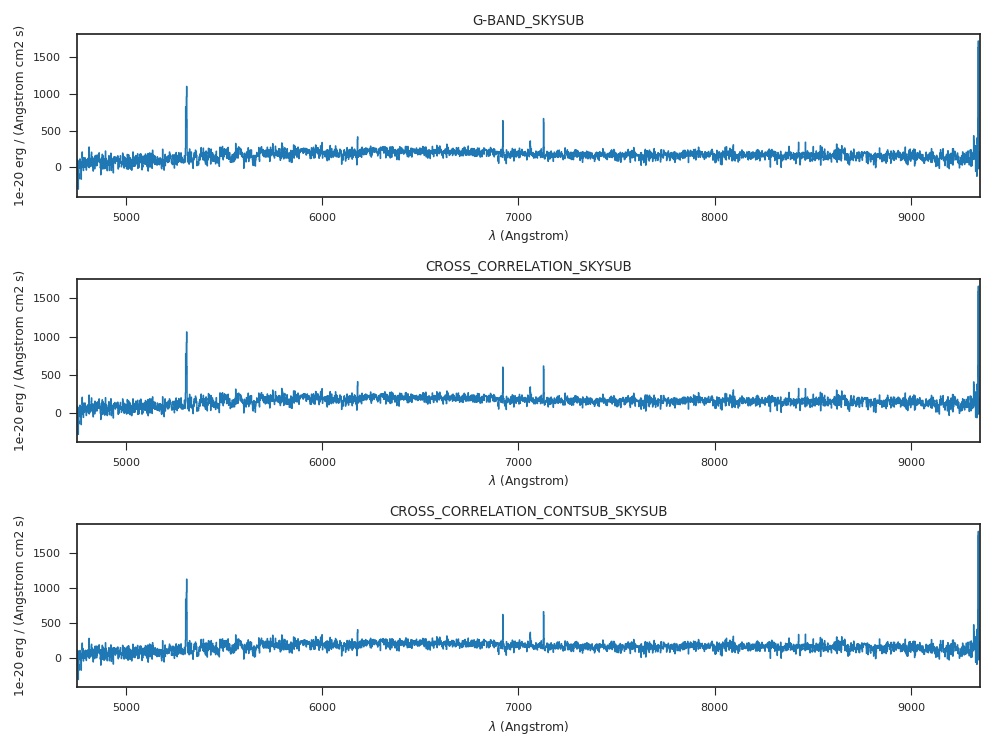 G-BAND_SKYSUB
1e-20 erg / (Angstrom cm2 s)
1500
1000
500
0
5000 6000 7000 8000 9000
λ (Angstrom)
CROSS_CORRELATION_SKYSUB
1e-20 erg / (Angstrom cm2 s)
1500
1000
500
0
5000 6000 7000 8000 9000
λ (Angstrom)
CROSS_CORRELATION_CONTSUB_SKYSUB
1e-20 erg / (Angstrom cm2 s)
1500
1000
500
0
5000 6000 7000 8000 9000
λ (Angstrom)